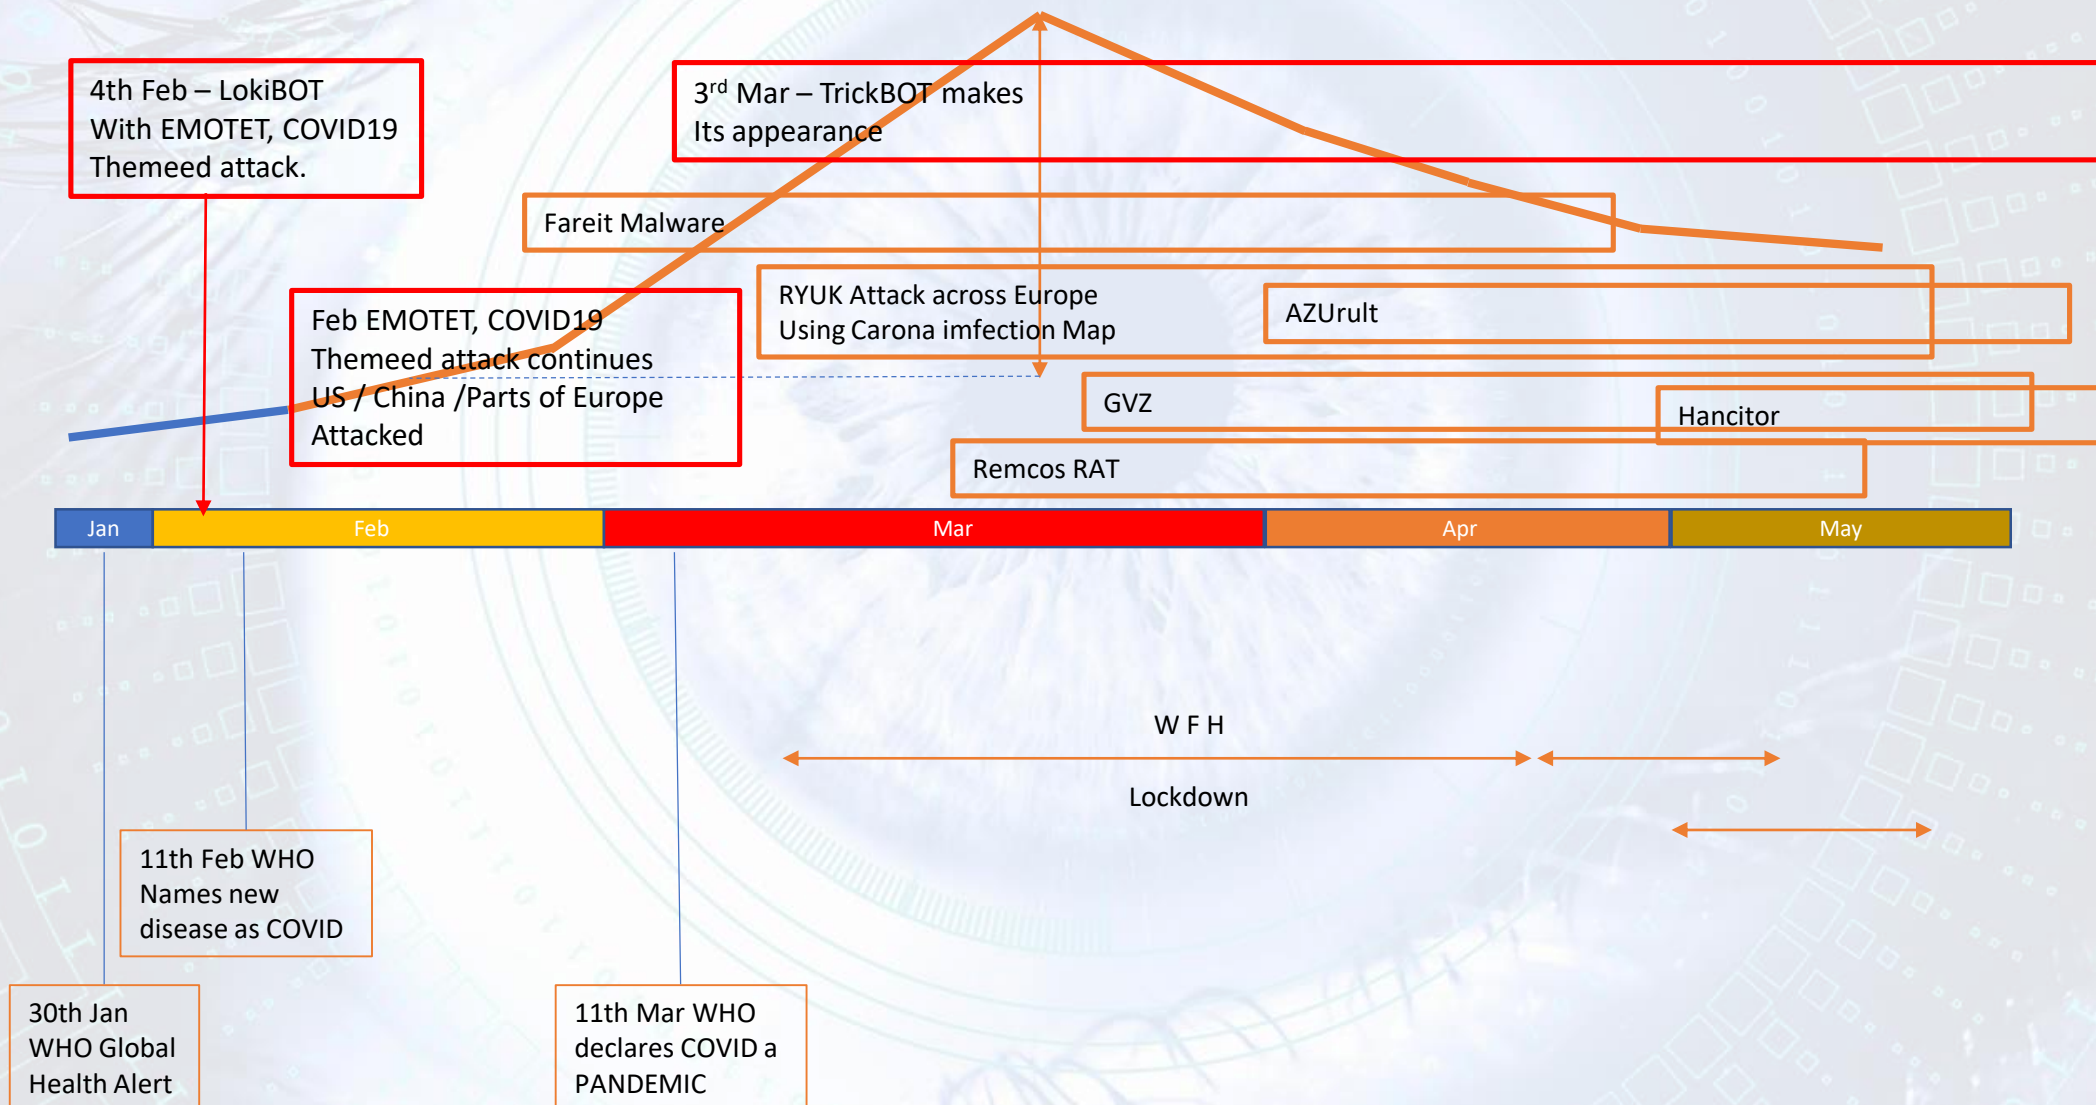 4th Feb – LokiBOT
With EMOTET, COVID19
Themeed attack.
3rd Mar – TrickBOT makes
Its appearance
Fareit Malware
Feb EMOTET, COVID19
Themeed attack continues
US / China /Parts of Europe
Attacked
RYUK Attack across Europe
Using Carona imfection Map
AZUrult
GVZ
Hancitor
Remcos RAT
Jan
Feb
Mar
Apr
May
W F H
Lockdown
11th Feb WHO
Names new
disease as COVID
30th Jan
WHO Global
Health Alert
11th Mar WHO
declares COVID a
PANDEMIC